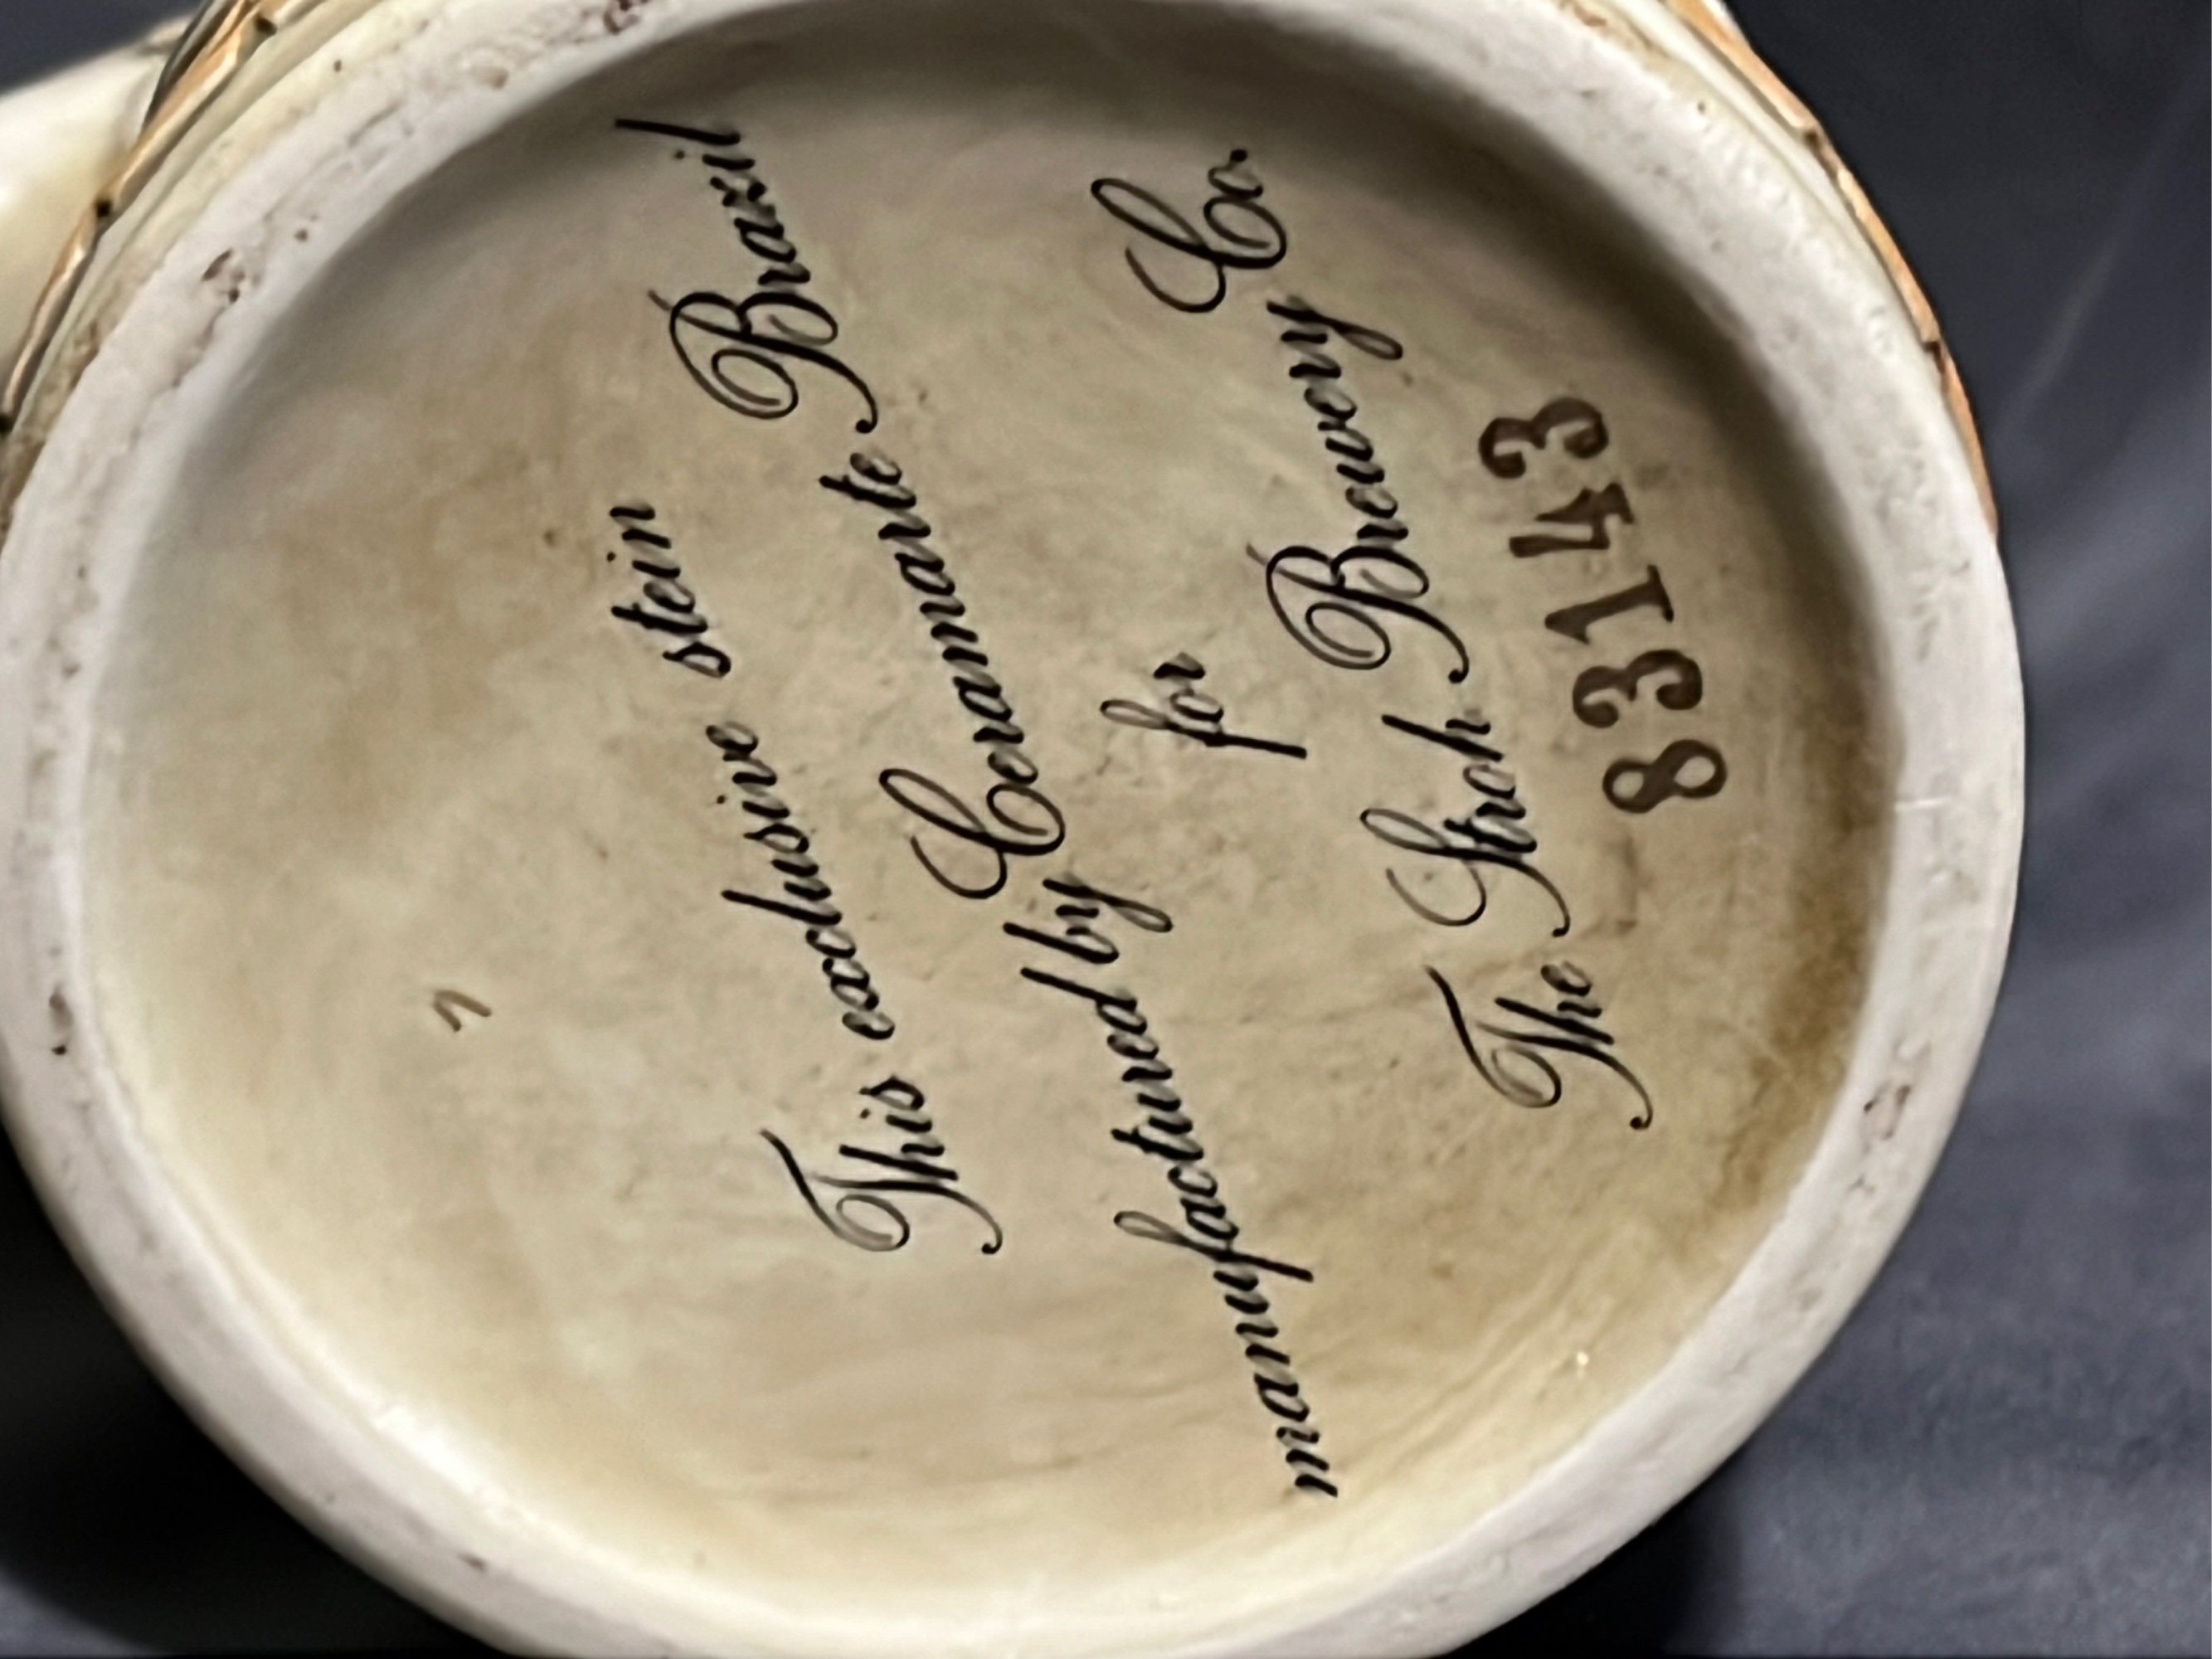 This exclusive stein
manufactured by Ceramarte Brazil
for
The Stroh Brewery Co.
83143